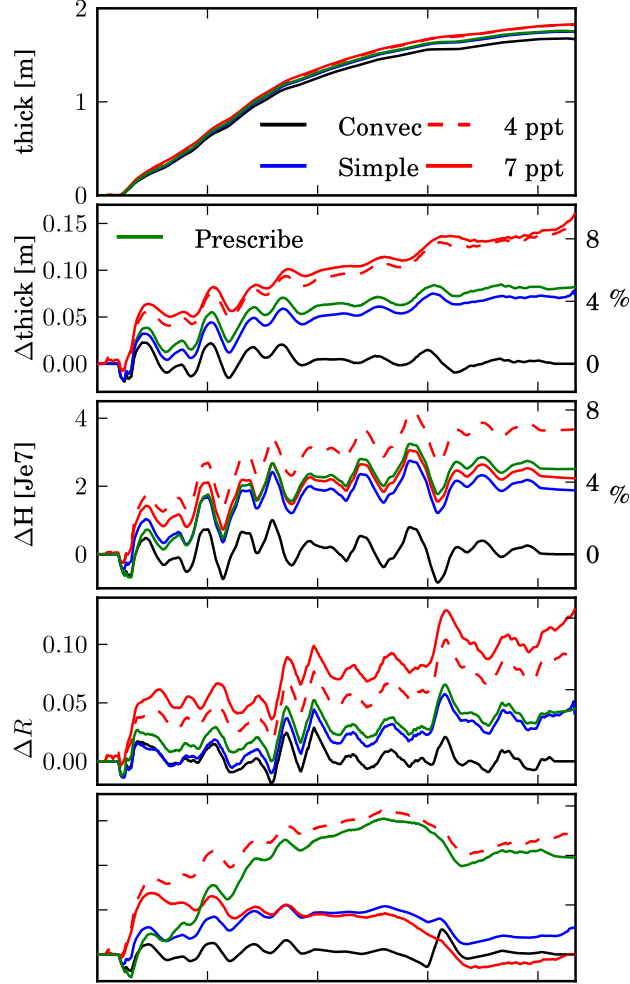 2
thick [m]
1
Convec
4 ppt
Simple
7 ppt
0
0.15
Prescribe
8
Δthick [m]
0.10
0.05
4
%
0.00
0
4
8
ΔH [Je7]
2
4
%
0
0
0.10
ΔR
0.05
0.00